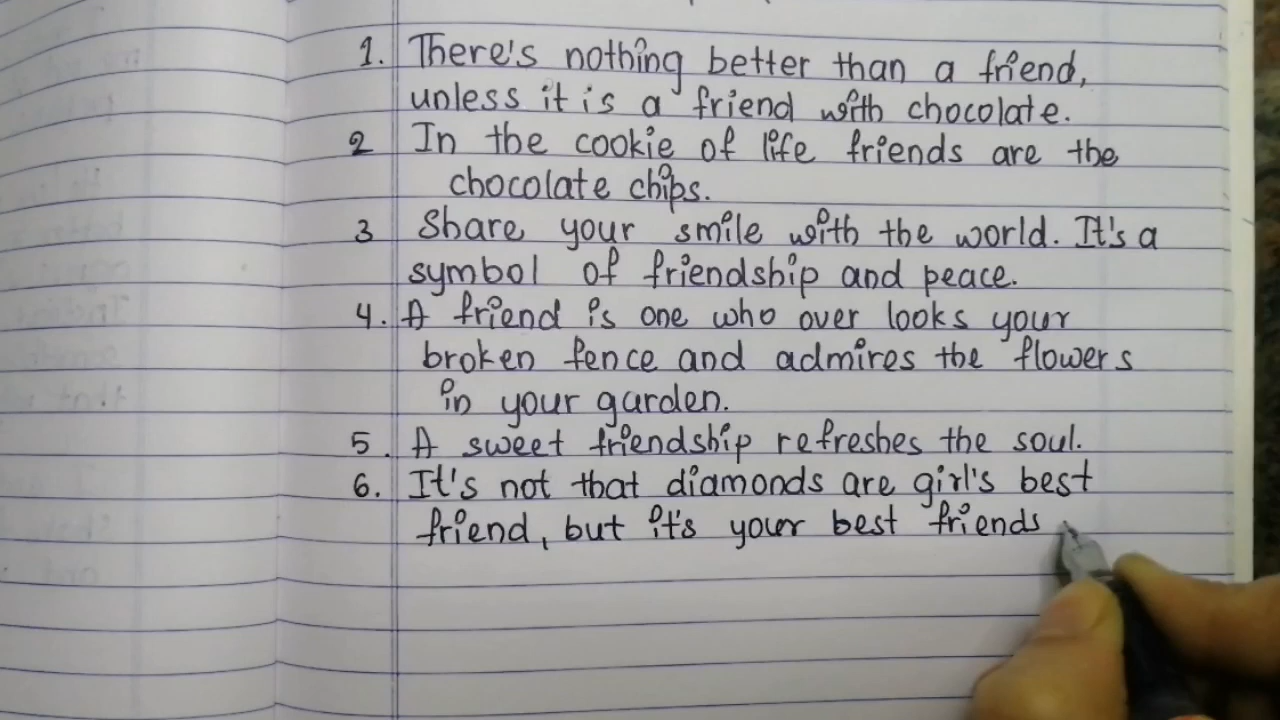 1. There's nothing better than a friend,
unless it is a friend with chocolate.
2 In the cookie of life friends are the
chocolate chips.
3 Share your smile with the world. It's a
symbol of friendship and peace.
4. A friend is one who over looks your
broken fence and admires the flowers
in your garden.
5. A sweet friendship refreshes the soul.
6. It's not that diamonds are girl's best
friend, but it's your best friends